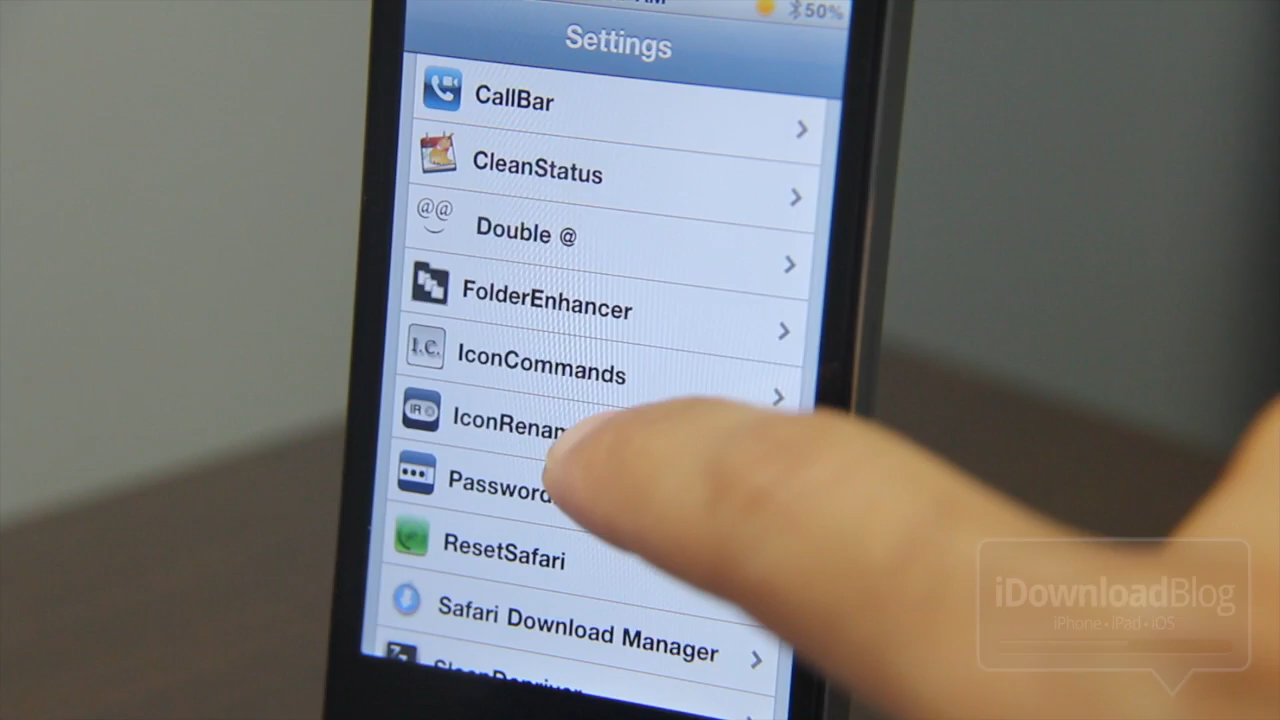 50%
Settings
CallBar
CleanStatus
Double @
FolderEnhancer
I.C.
IconCommands
IR
IconRenam
Password
ResetSafari
Safari Download Manager
iDownloadBlog
iPhone • iPad • iOS